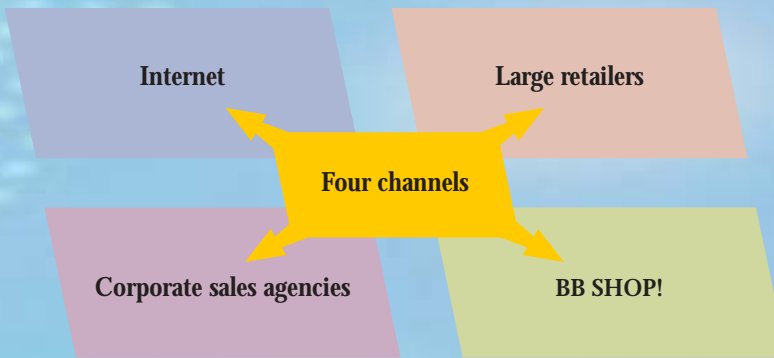 Internet
Large retailers
Four channels
Corporate sales agencies
BB SHOP!